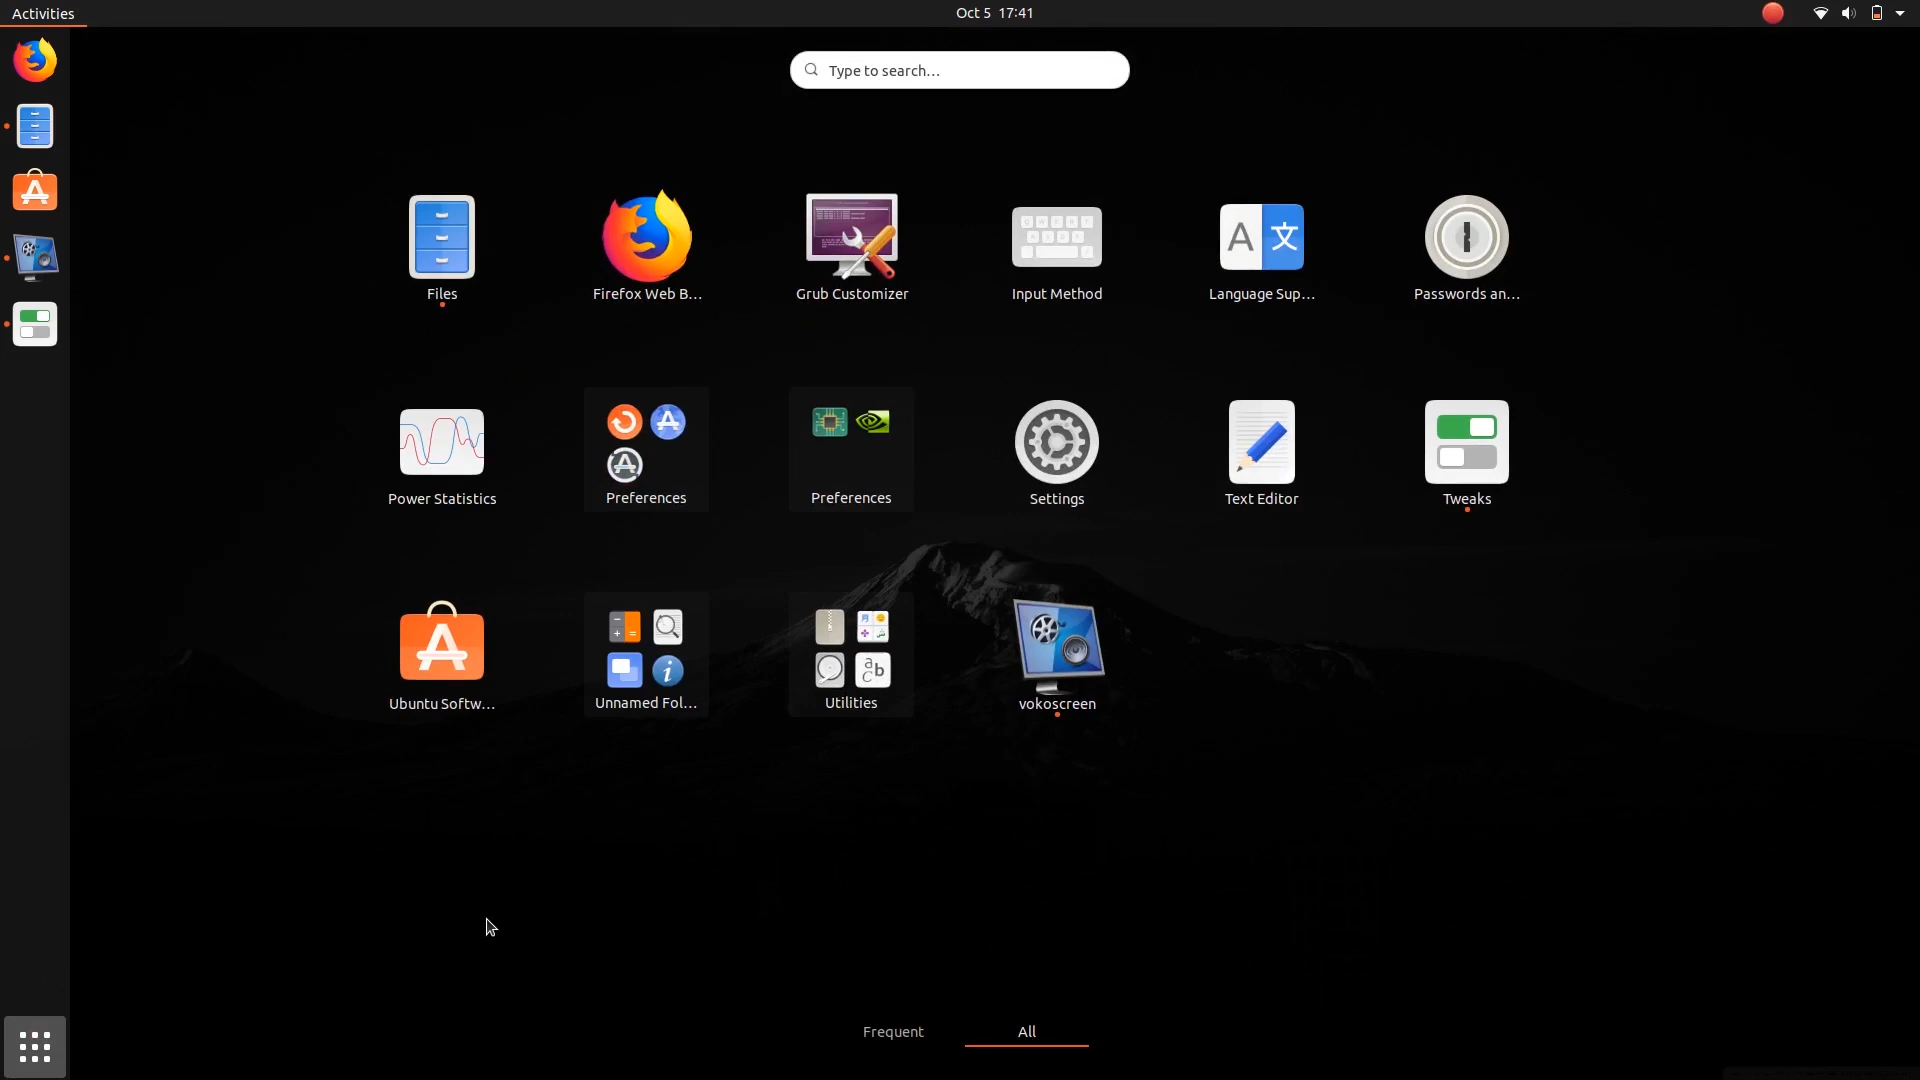 Activities
Oct 5 17:41
Type to search…
Files
Firefox Web B…
Grub Customizer
Input Method
Language Sup…
Passwords an…
Power Statistics
Preferences
Preferences
Settings
Text Editor
Tweaks
Ubuntu Softw…
Unnamed Fol…
Utilities
vokoscreen
Frequent
All